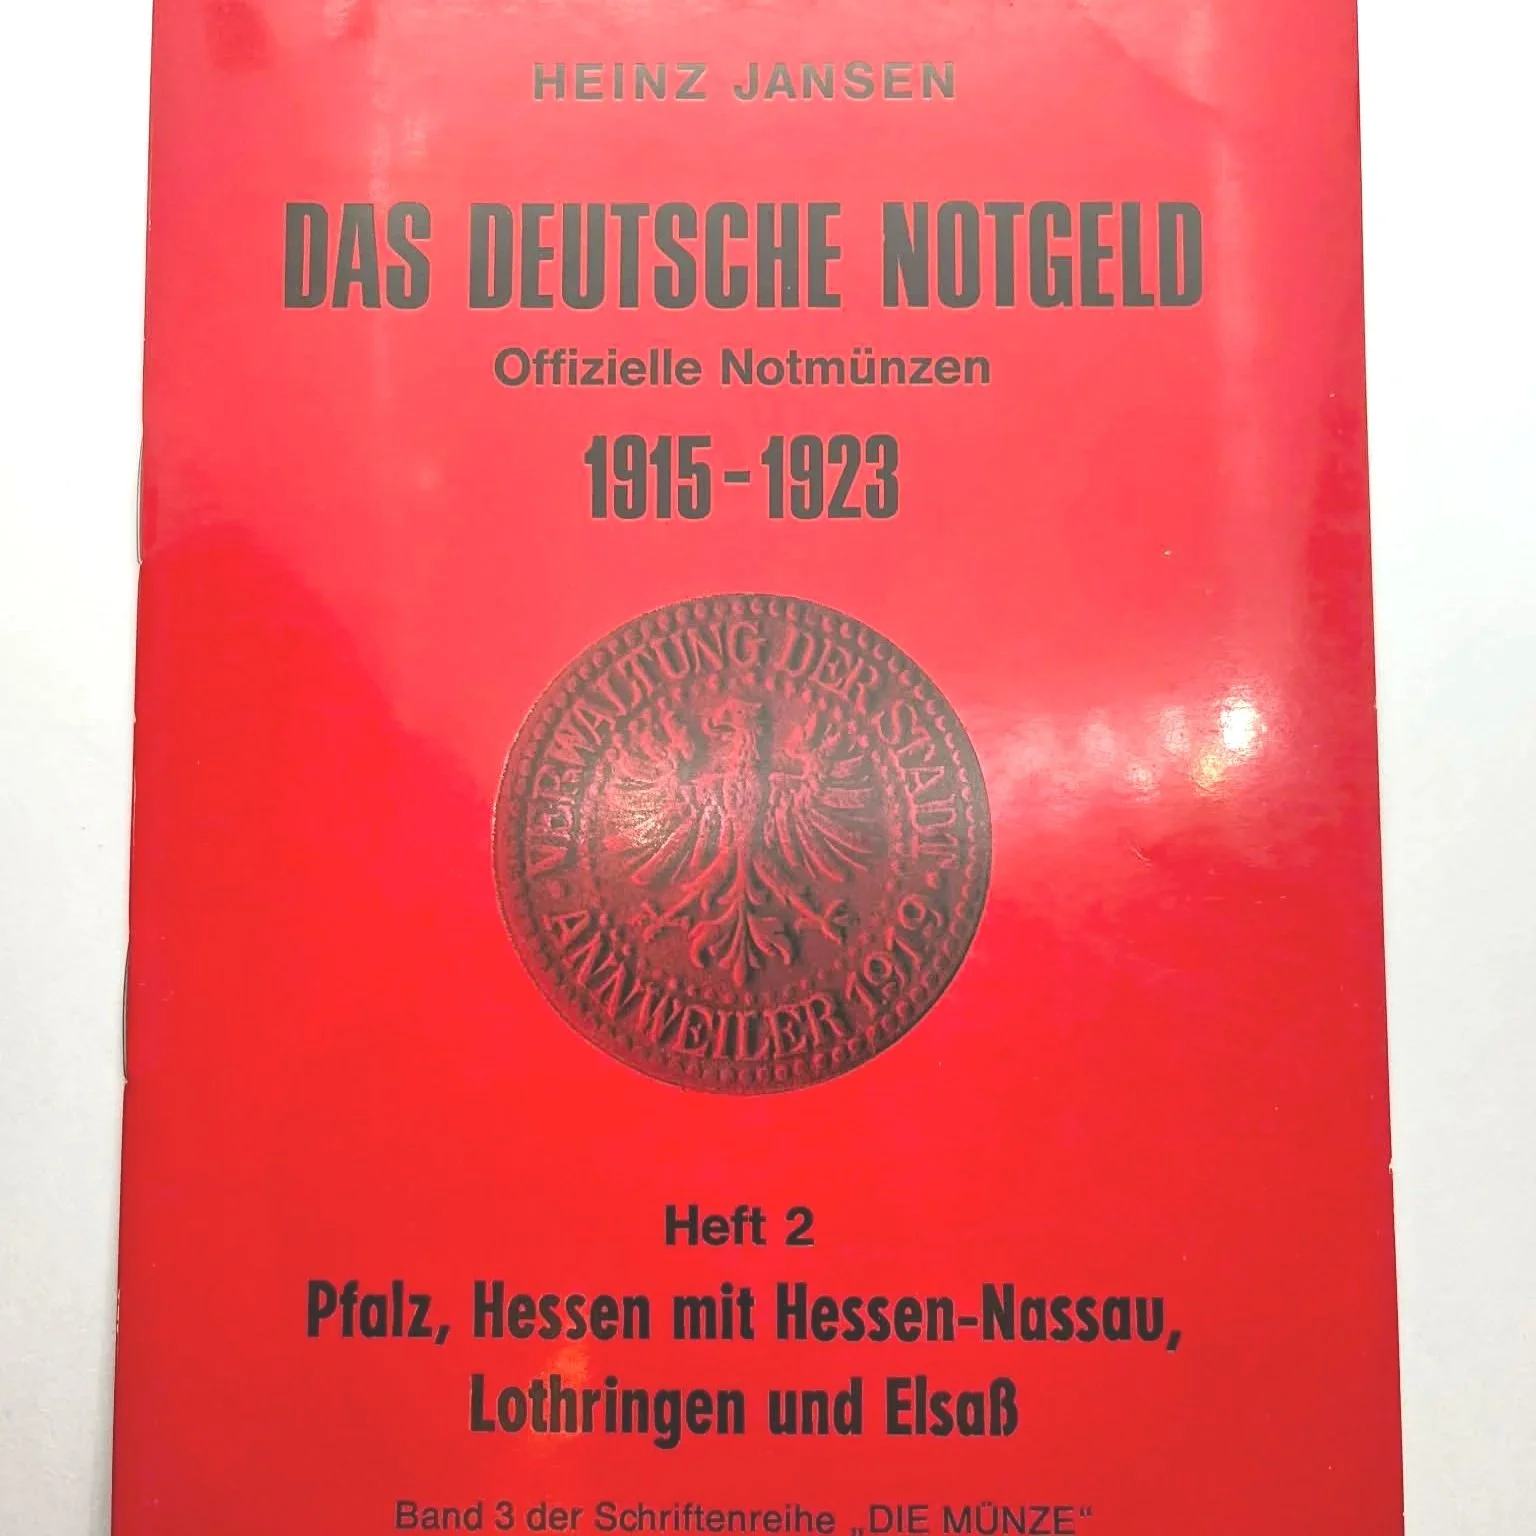 HEINZ JANSEN
DAS DEUTSCHE NOTGELD
Offizielle Notmünzen
1915-1923
VERWALTUNG DER STADT
ANNWEILER 1919
Heft 2
Pfalz, Hessen mit Hessen-Nassau,
Lothringen und Elsaß
Band 3 der Schriftenreihe „DIE MÜNZE“